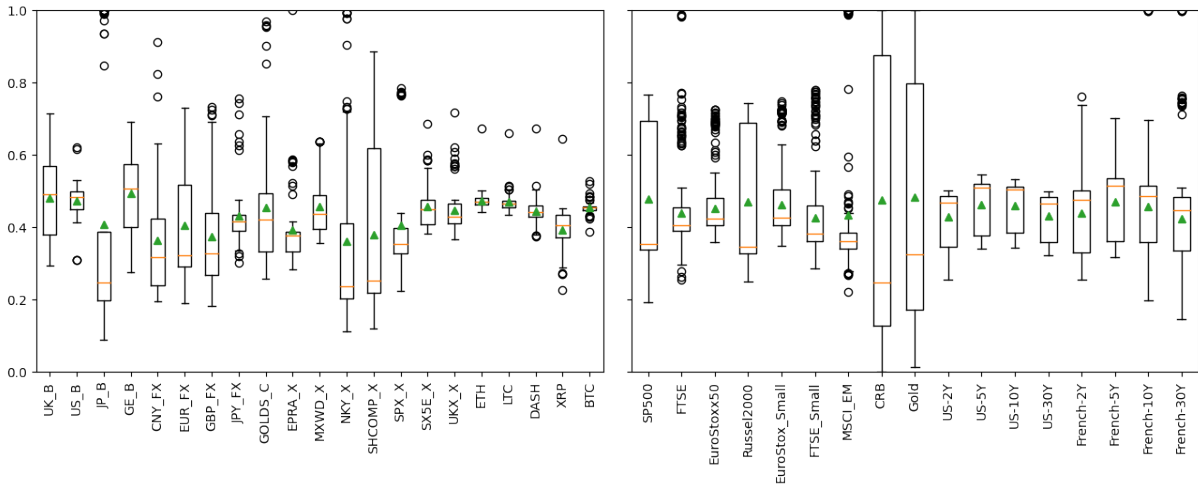 1.0
0.8
0.6
0.4
0.2
0.0
UK_B
US_B
JP_B
GE_B
CNY_FX
EUR_FX
GBP_FX
JPY_FX
GOLDS_C
EPRA_X
MXWD_X
NKY_X
SHCOMP_X
SPX_X
SX5E_X
UKX_X
ETH
LTC
DASH
XRP
BTC
SP500
FTSE
EuroStoxx50
Russel2000
EuroStox_Small
FTSE_Small
MSCI_EM
CRB
Gold
US-2Y
US-5Y
US-10Y
US-30Y
French-2Y
French-5Y
French-10Y
French-30Y